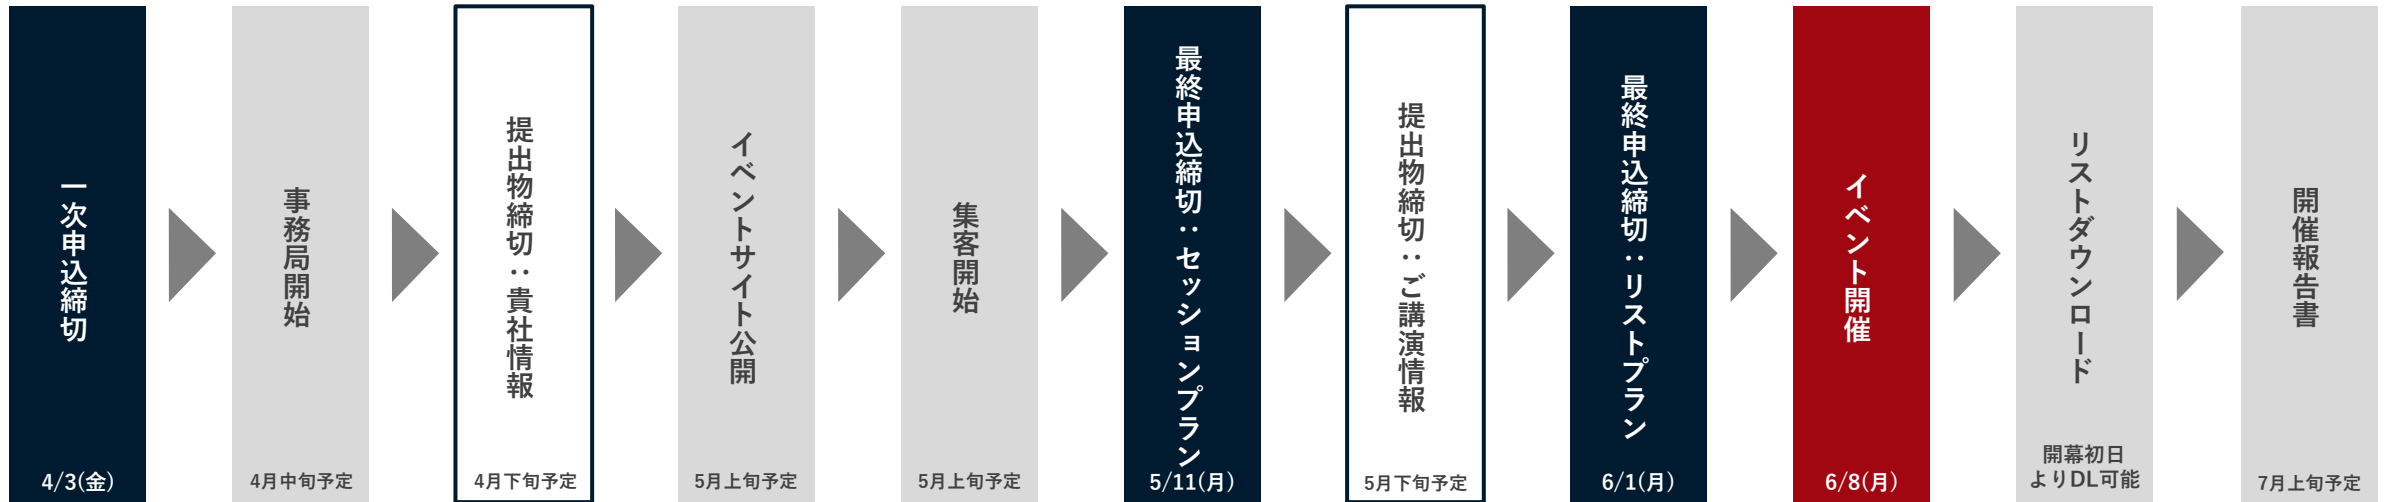 一次申込締切
4/3(金)
事務局開始
4月中旬予定
提出物締切：貴社情報
4月下旬予定
イベントサイト公開
5月上旬予定
集客開始
5月上旬予定
最終申込締切：セッションプラン
5/11(月)
提出物締切：ご講演情報
5月下旬予定
最終申込締切：リストプラン
6/1(月)
イベント開催
6/8(月)
リストダウンロード
開幕初日
よりDL可能
開催報告書
7月上旬予定